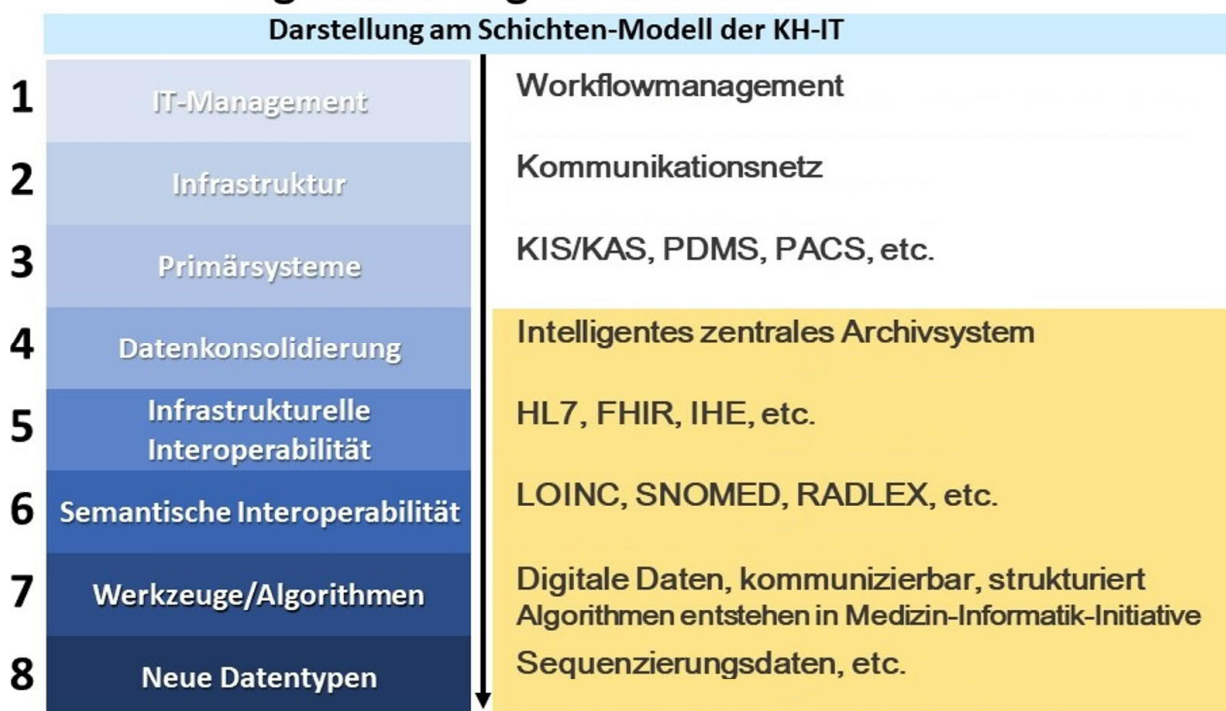 Darstellung am Schichten-Modell der KH-IT
1 IT-Management Workflowmanagement
2 Infrastruktur Kommunikationsnetz
3 Primärsysteme KIS/KAS, PDMS, PACS, etc.
4 Datenkonsolidierung Intelligentes zentrales Archivsystem
5 Infrastrukturelle Interoperabilität HL7, FHIR, IHE, etc.
6 Semantische Interoperabilität LOINC, SNOMED, RADLEX, etc.
7 Werkzeuge/Algorithmen Digitale Daten, kommunizierbar, strukturiert
Algorithmen entstehen in Medizin-Informatik-Initiative
8 Neue Datentypen Sequenzierungsdaten, etc.